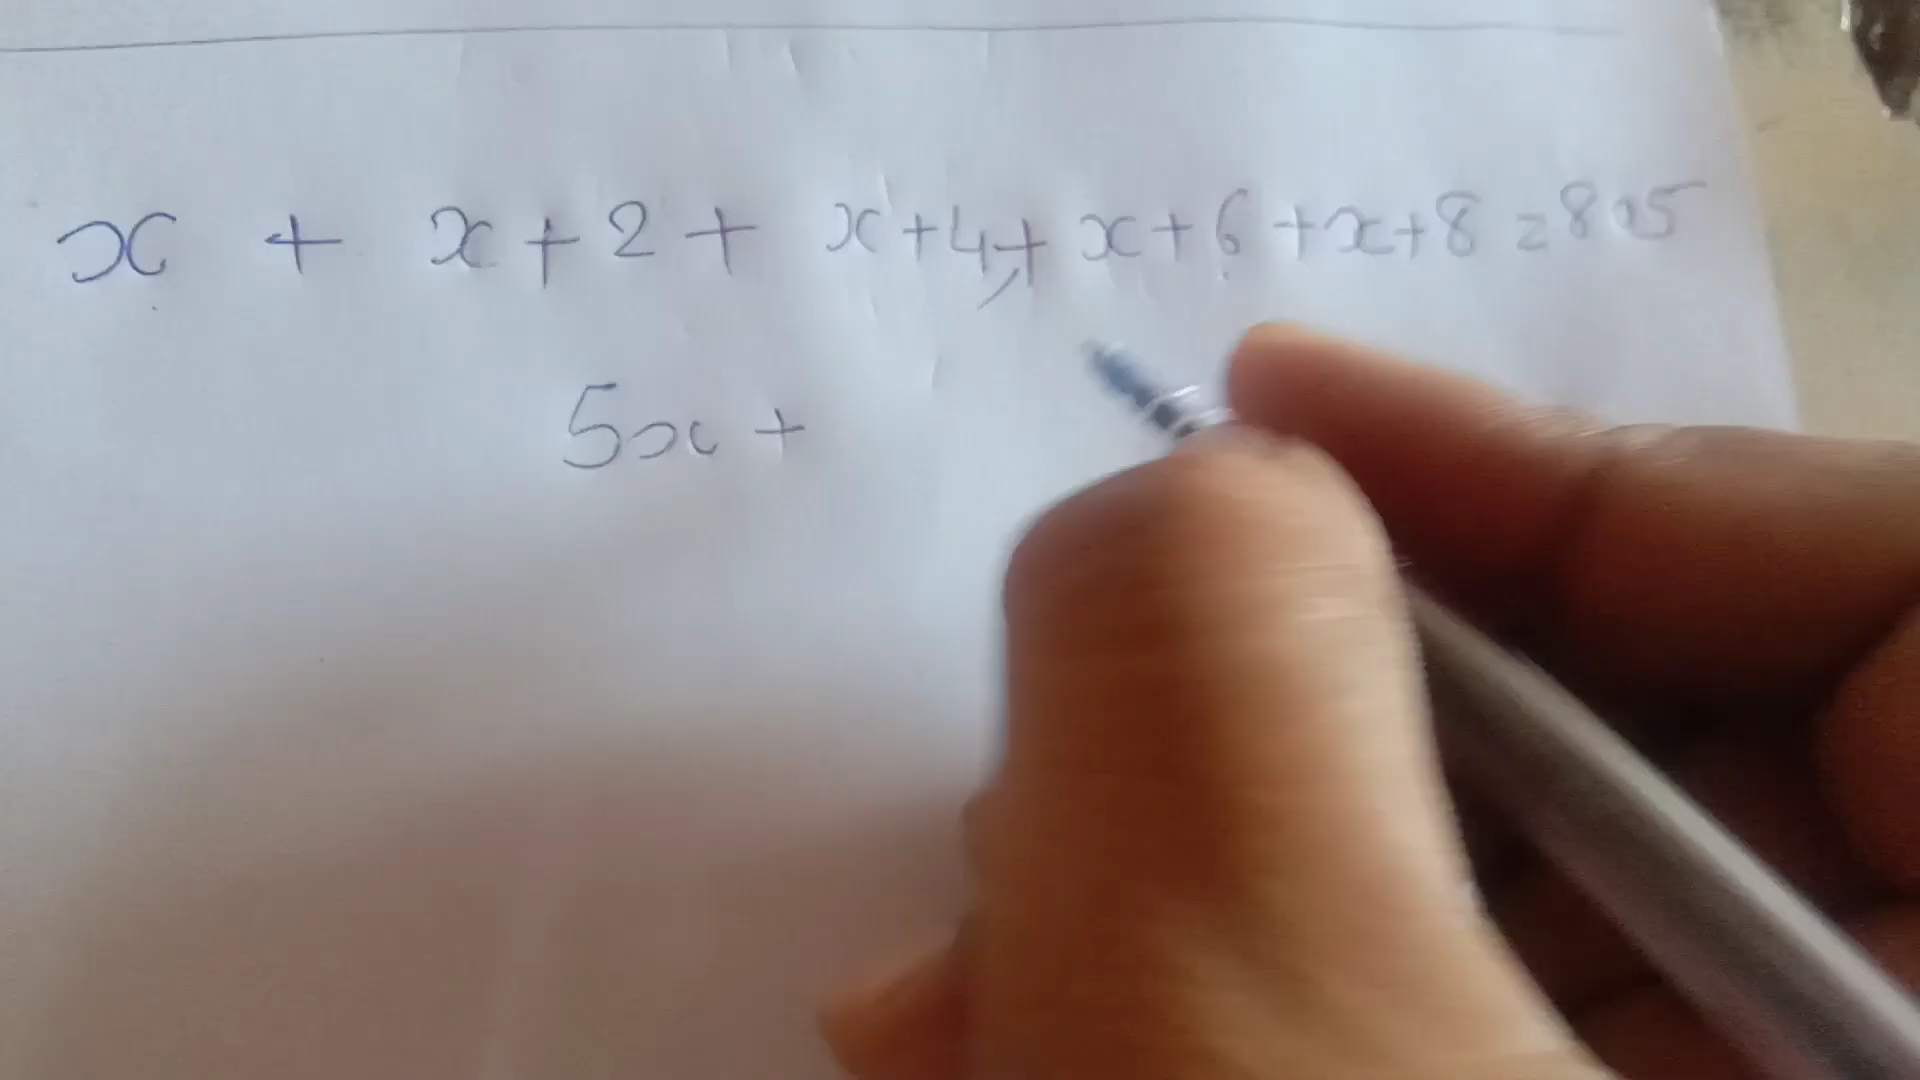 x + x + 2 + x + 4 + x + 6 + x + 8 = 805
5x +